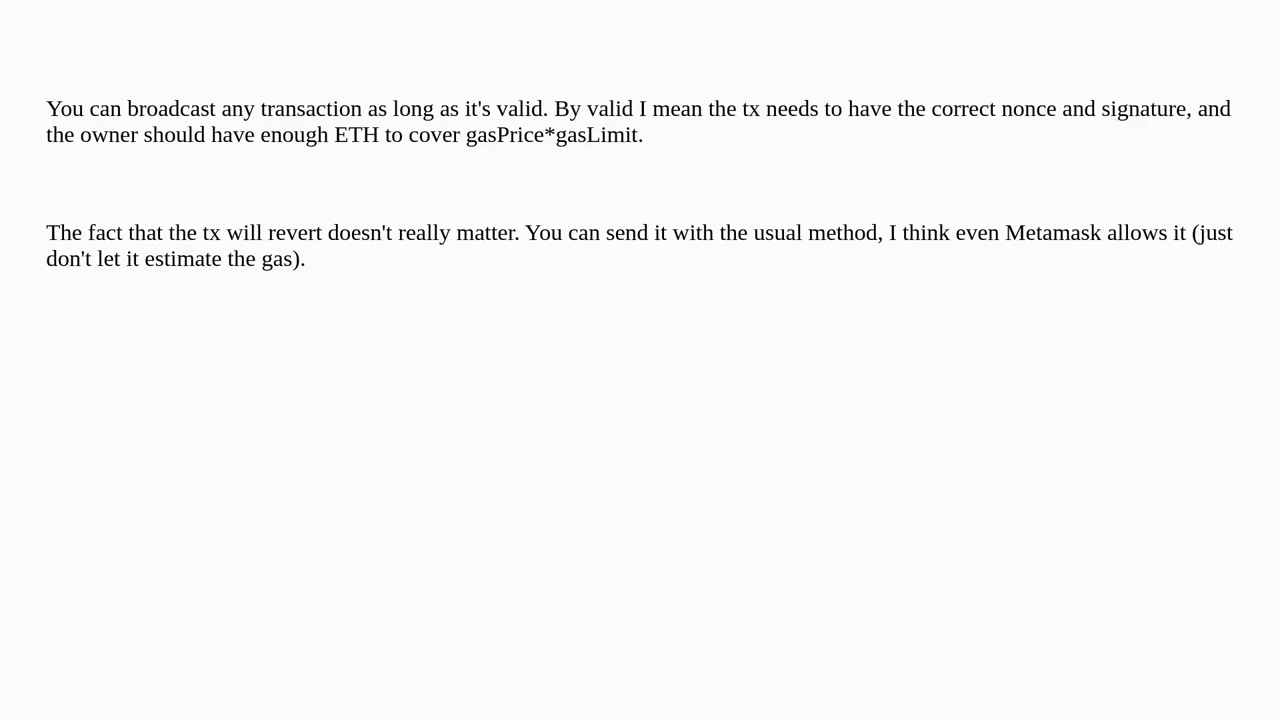 You can broadcast any transaction as long as it's valid. By valid I mean the tx needs to have the correct nonce and signature, and
the owner should have enough ETH to cover gasPrice*gasLimit.
The fact that the tx will revert doesn't really matter. You can send it with the usual method, I think even Metamask allows it (just
don't let it estimate the gas).